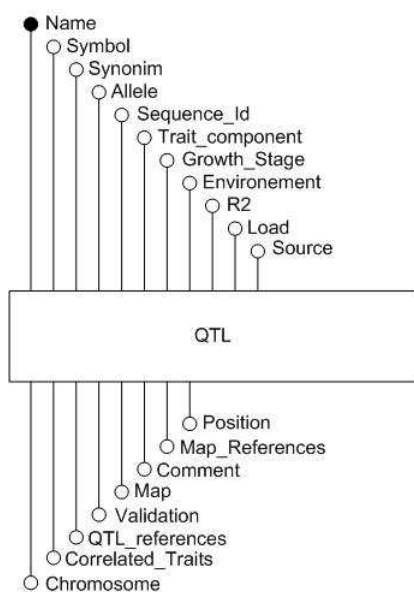 Name
Symbol
Synonim
Allele
Sequence_Id
Trait_component
Growth_Stage
Environement
R2
Load
Source
QTL
Position
Map_References
Comment
Map
Validation
QTL_references
Correlated_Traits
Chromosome